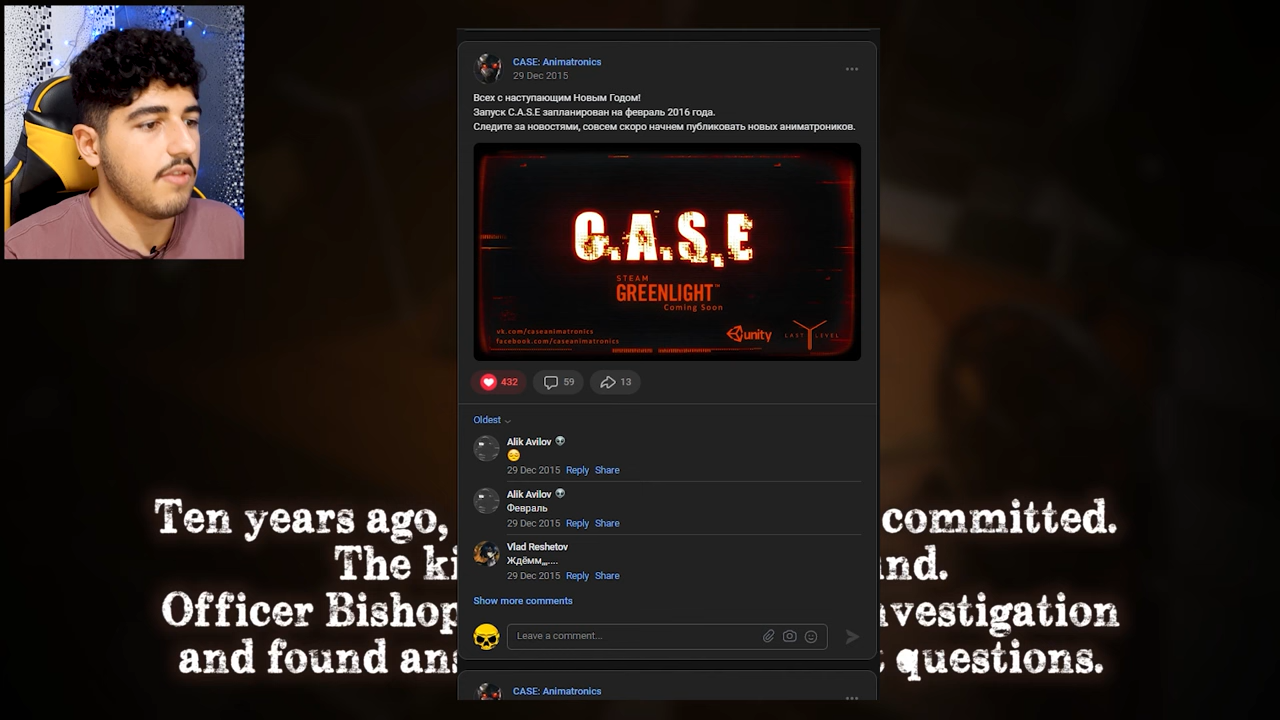 CASE: Animatronics
29 Dec 2015
Всех с наступающим Новым Годом!
Запуск C.A.S.E запланирован на февраль 2016 года.
Следите за новостями, совсем скоро начнем публиковать новых аниматроников.
C.A.S.E
STEAM
GREENLIGHT™
Coming Soon
vk.com/caseanimatronics
facebook.com/caseanimatronics
unity
LAST LEVEL
432
59
13
Oldest
Alik Avilov
29 Dec 2015 Reply Share
Alik Avilov
Февраль
29 Dec 2015 Reply Share
Vlad Reshetov
Ждёмм,,,....
29 Dec 2015 Reply Share
Show more comments
Leave a comment...
CASE: Animatronics
Ten years ago, committed.
The nd.
Officer Bishop
and found questions.